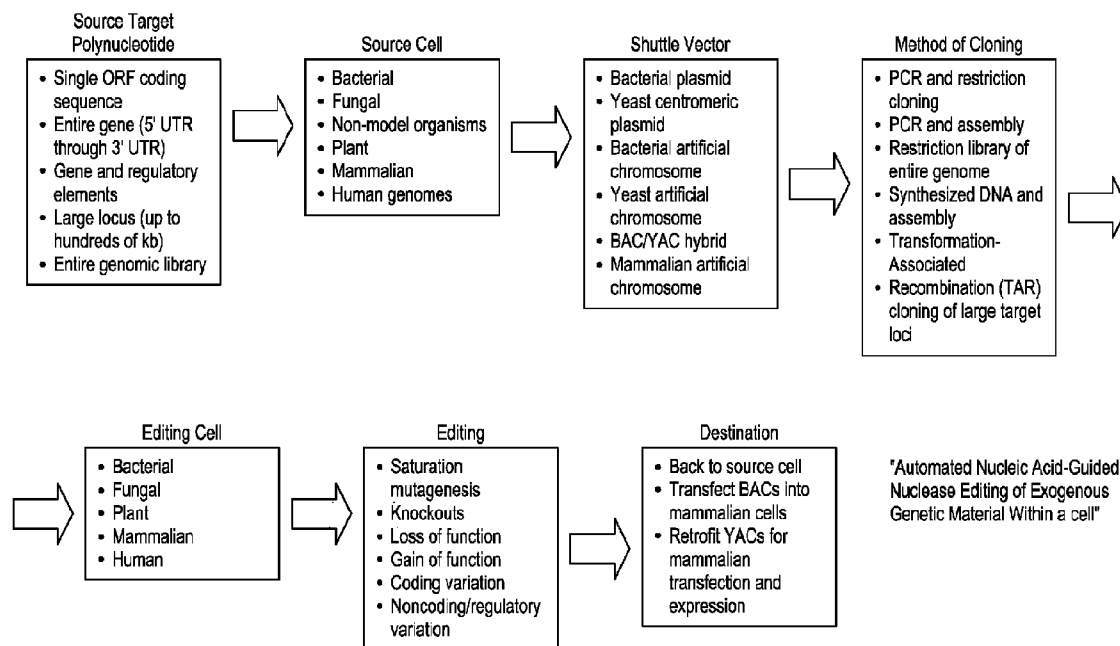 Source Target
Polynucleotide
• Single ORF coding
sequence
• Entire gene (5' UTR
through 3' UTR)
• Gene and regulatory
elements
• Large locus (up to
hundreds of kb)
• Entire genomic library
Source Cell
• Bacterial
• Fungal
• Non-model organisms
• Plant
• Mammalian
• Human genomes
Shuttle Vector
• Bacterial plasmid
• Yeast centromeric
plasmid
• Bacterial artificial
chromosome
• Yeast artificial
chromosome
• BAC/YAC hybrid
• Mammalian artificial
chromosome
Method of Cloning
• PCR and restriction
cloning
• PCR and assembly
• Restriction library of
entire genome
• Synthesized DNA and
assembly
• Transformation-
Associated
• Recombination (TAR)
cloning of large target
loci
Editing Cell
• Bacterial
• Fungal
• Plant
• Mammalian
• Human
Editing
• Saturation
mutagenesis
• Knockouts
• Loss of function
• Gain of function
• Coding variation
• Noncoding/regulatory
variation
Destination
• Back to source cell
• Transfect BACs into
mammalian cells
• Retrofit YACs for
mammalian
transfection and
expression
"Automated Nucleic Acid-Guided
Nuclease Editing of Exogenous
Genetic Material Within a cell"